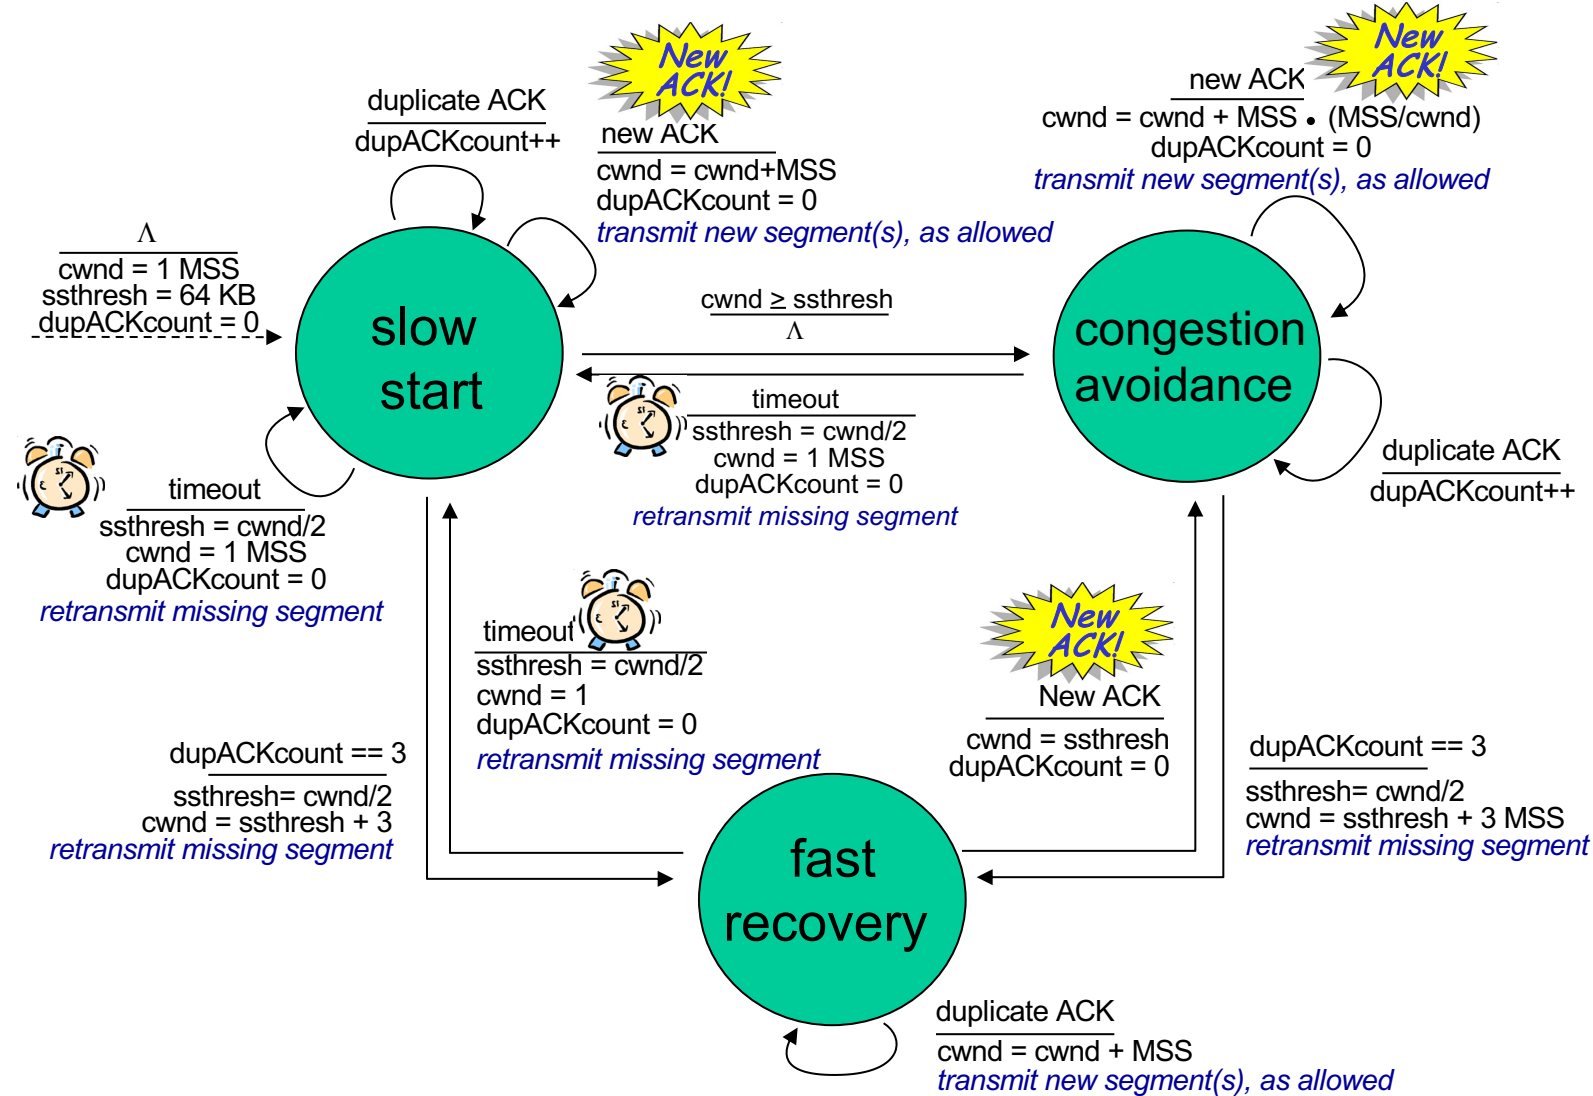 New
ACK!
duplicate ACK
dupACKcount++
new ACK
cwnd = cwnd+MSS
dupACKcount = 0
transmit new segment(s), as allowed
New
ACK!
new ACK
cwnd = cwnd + MSS • (MSS/cwnd)
dupACKcount = 0
transmit new segment(s), as allowed
Λ
cwnd = 1 MSS
ssthresh = 64 KB
dupACKcount = 0
slow
start
cwnd ≥ ssthresh
Λ
congestion
avoidance
timeout
ssthresh = cwnd/2
cwnd = 1 MSS
dupACKcount = 0
retransmit missing segment
duplicate ACK
dupACKcount++
timeout
ssthresh = cwnd/2
cwnd = 1 MSS
dupACKcount = 0
retransmit missing segment
timeout
ssthresh = cwnd/2
cwnd = 1
dupACKcount = 0
retransmit missing segment
New
ACK!
New ACK
cwnd = ssthresh
dupACKcount = 0
dupACKcount == 3
ssthresh= cwnd/2
cwnd = ssthresh + 3
retransmit missing segment
dupACKcount == 3
ssthresh= cwnd/2
cwnd = ssthresh + 3 MSS
retransmit missing segment
fast
recovery
duplicate ACK
cwnd = cwnd + MSS
transmit new segment(s), as allowed